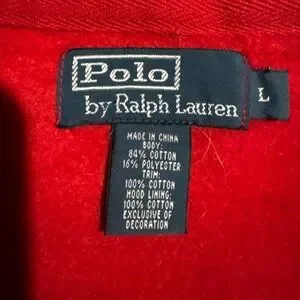 Polo
by Ralph Lauren
L
MADE IN CHINA
BODY:
84% COTTON
16% POLYESTER
TRIM:
100% COTTON
HOOD LINING:
100% COTTON
EXCLUSIVE OF
DECORATION